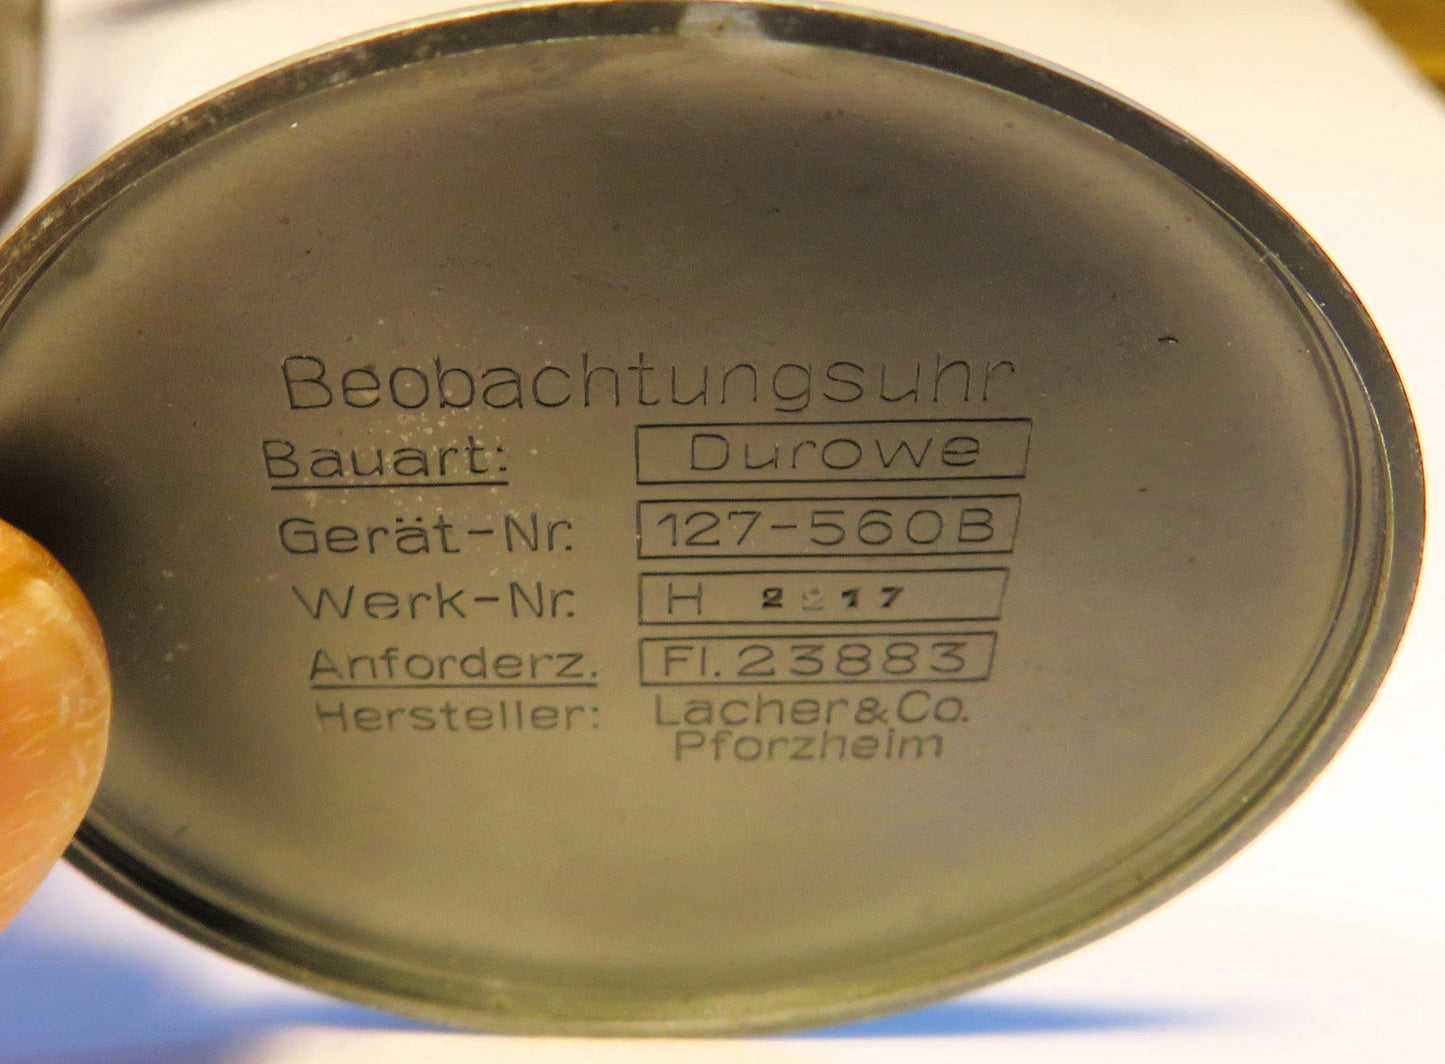 Beobachtungsuhr
Bauart: Durowe
Gerät-Nr. 127-560B
Werk-Nr. H 2217
Anforderz. Fl. 23883
Hersteller: Lacher & Co.
Pforzheim